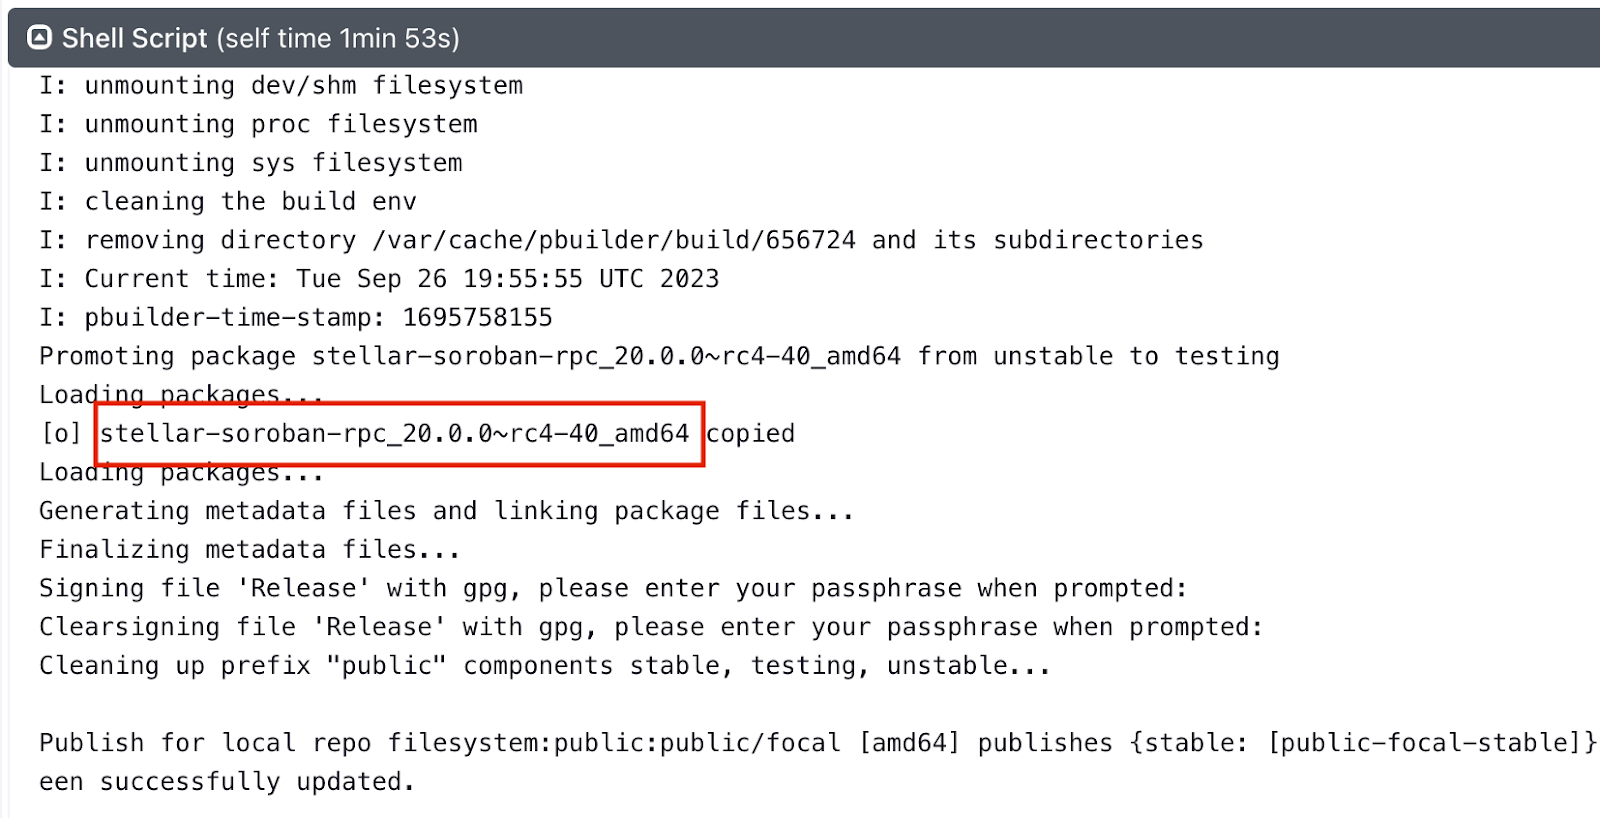 Shell Script (self time 1min 53s)
I: unmounting dev/shm filesystem
I: unmounting proc filesystem
I: unmounting sys filesystem
I: cleaning the build env
I: removing directory /var/cache/pbuilder/build/656724 and its subdirectories
I: Current time: Tue Sep 26 19:55:55 UTC 2023
I: pbuilder-time-stamp: 1695758155
Promoting package stellar-soroban-rpc_20.0.0~rc4-40_amd64 from unstable to testing
Loading packages...
[o] stellar-soroban-rpc_20.0.0~rc4-40_amd64 copied
Loading packages...
Generating metadata files and linking package files...
Finalizing metadata files...
Signing file 'Release' with gpg, please enter your passphrase when prompted:
Clearsigning file 'Release' with gpg, please enter your passphrase when prompted:
Cleaning up prefix "public" components stable, testing, unstable...
Publish for local repo filesystem:public:public/focal [amd64] publishes {stable: [public-focal-stable]}
een successfully updated.